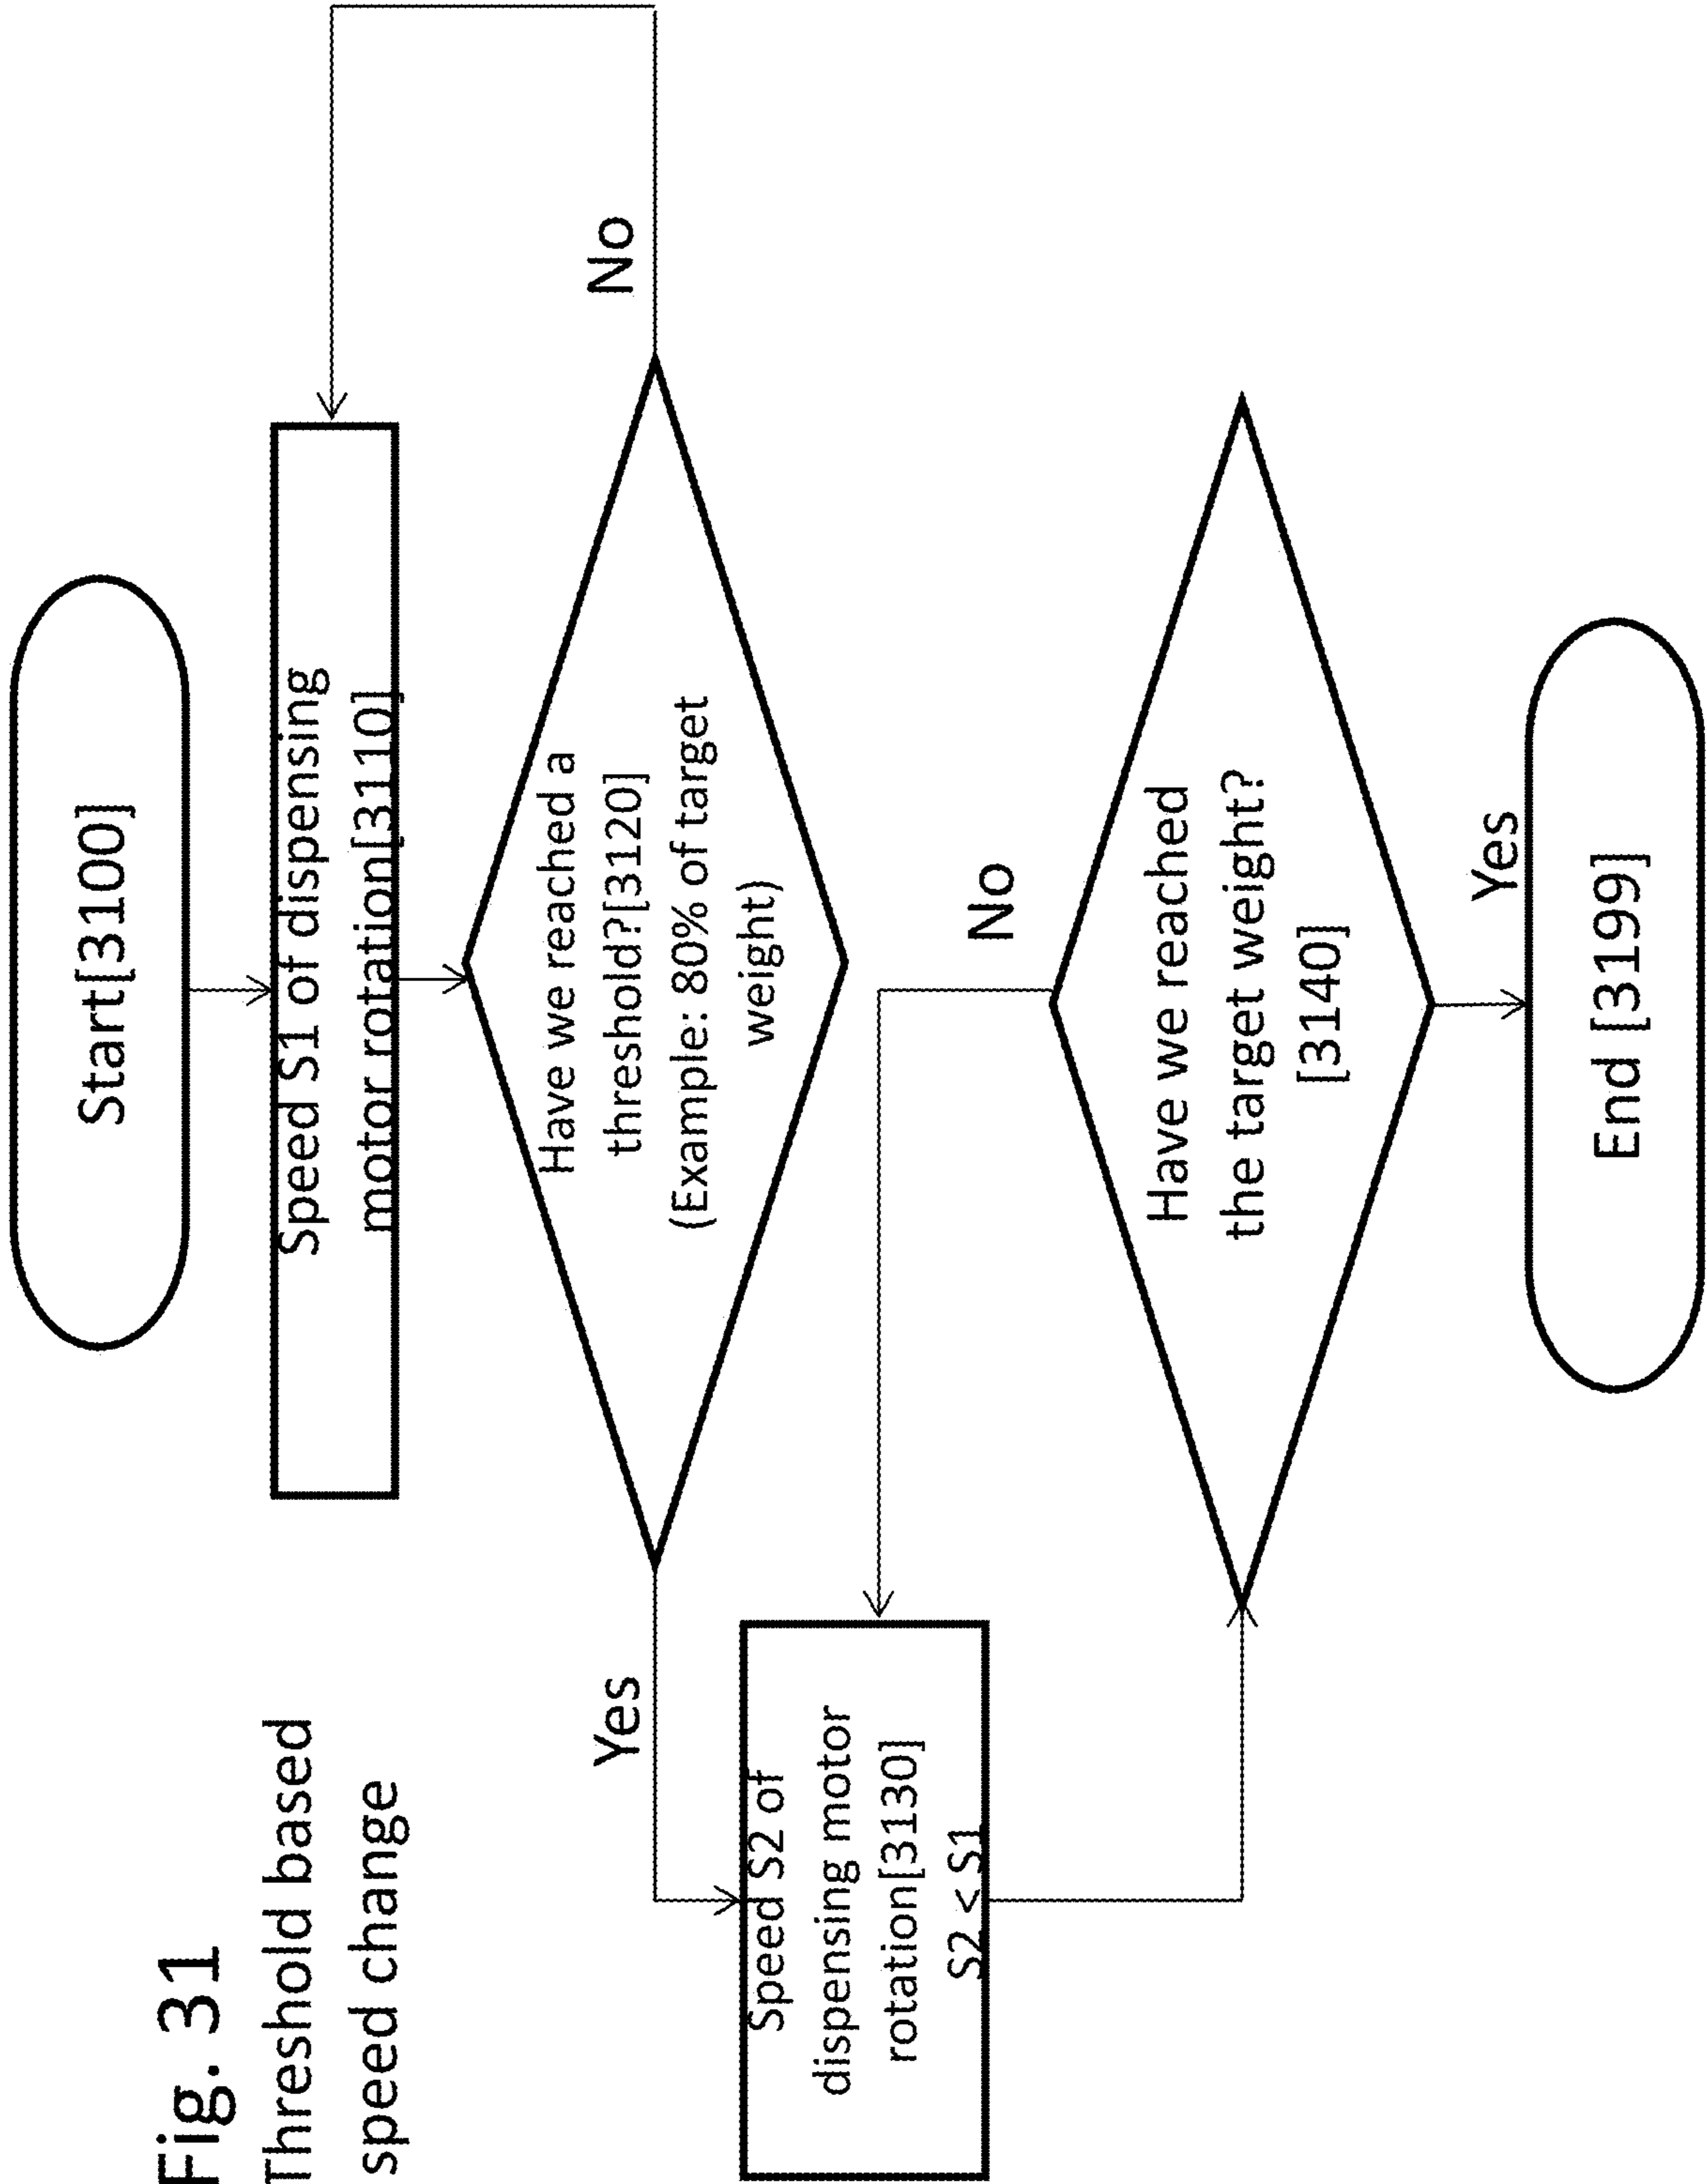 Fig. 31
Threshold based
speed change
Start[3100]
Speed S1 of dispensing
motor rotation[3110]
Have we reached a
threshold?[3120]
(Example: 80% of target
weight)
No
Yes
Speed S2 of
dispensing motor
rotation[3130]
S2 < S1
No
Have we reached
the target weight?
[3140]
Yes
End [3199]